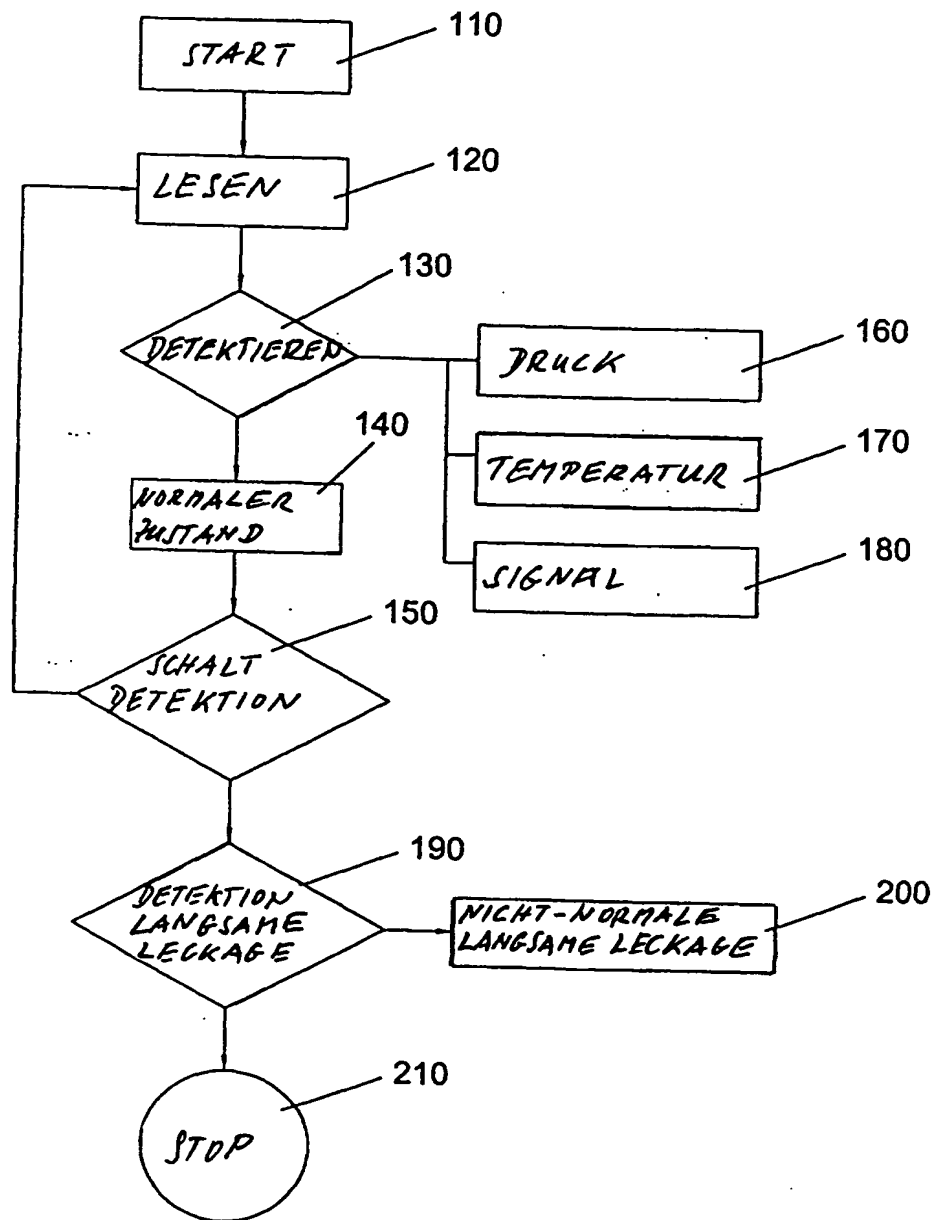 START
110
LESEN
120
DETEKTIEREN
130
DRUCK
160
NORMALER
ZUSTAND
140
TEMPERATUR
170
SIGNAL
180
SCHALT
DETEKTION
150
DETEKTION
LANGSAME
LECKAGE
190
NICHT-NORMALE
LANGSAME LECKAGE
200
STOP
210